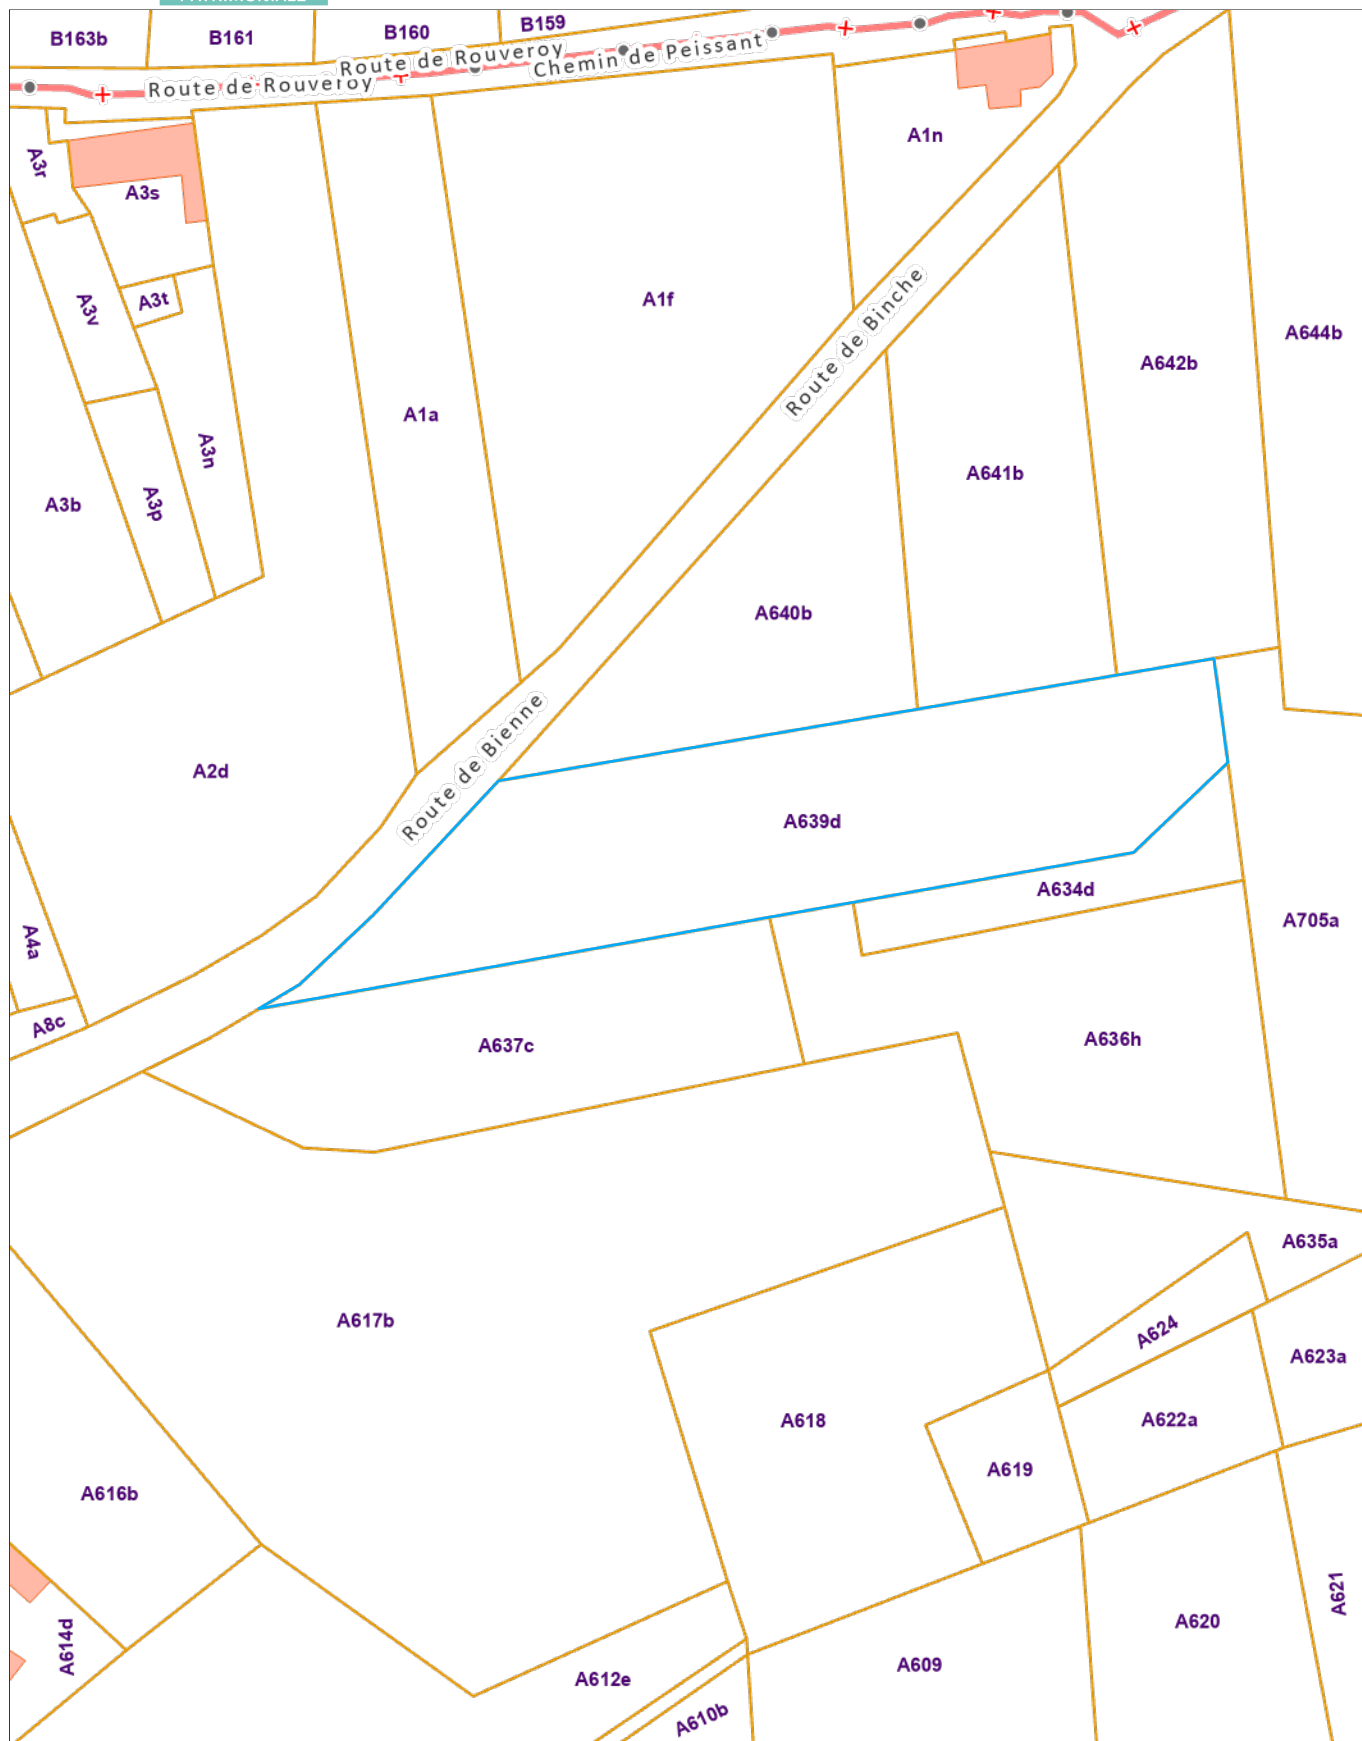 B163b
B161
B160
B159
Route de Rouveroy
Route de Rouveroy
Chemin de Peissant
A3r
A3s
A1n
A3v
A3t
A1f
Route de Binche
A644b
A642b
A1a
A3n
A3b
A3p
A641b
A640b
Route de Bienne
A2d
A639d
A634d
A705a
A4a
A8c
A637c
A636h
A635a
A617b
A624
A623a
A618
A622a
A619
A616b
A621
A620
A614d
A609
A612e
A610b